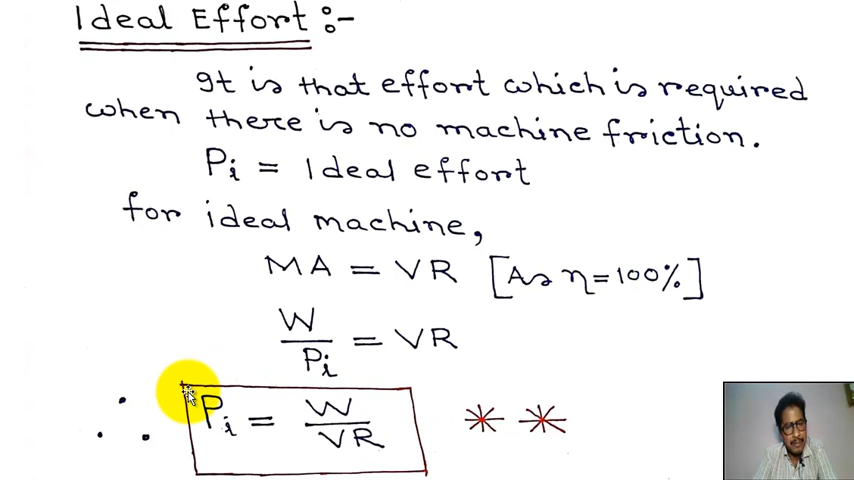 Ideal Effort :-
It is that effort which is required
when there is no machine friction.
Pi = Ideal effort
for ideal machine,
MA = VR [As η=100%]
W/Pi = VR
∴ Pi = W/VR **